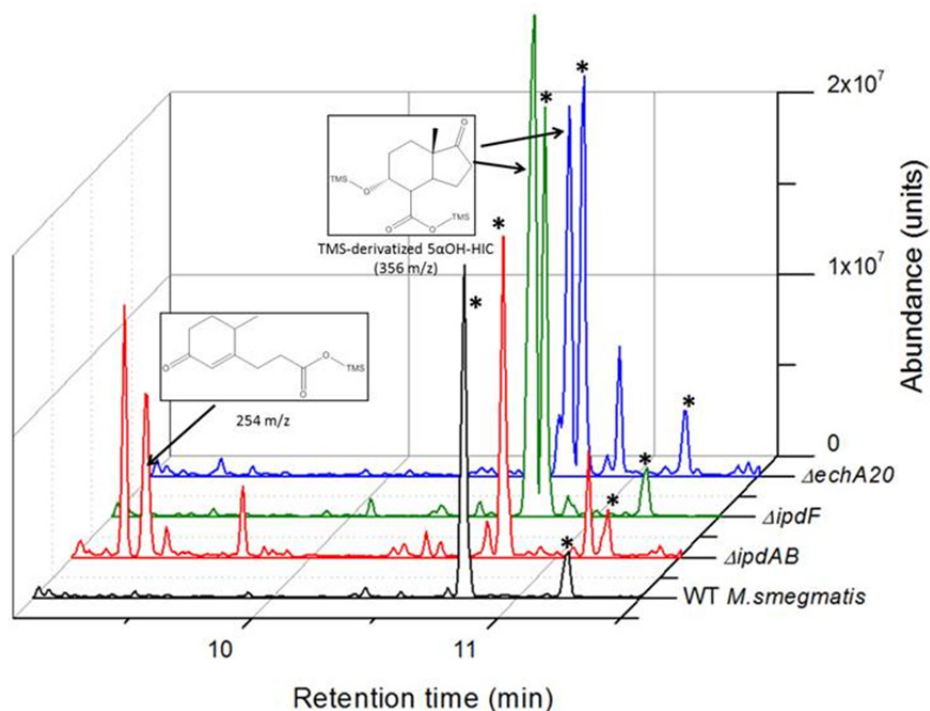 2x10⁷
*
*
TMS
O
O
O
O
TMS
TMS-derivatized 5αOH-HIC
(356 m/z)
*
1x10⁷
*
Abundance (units)
O
O
O
TMS
254 m/z
*
0
*
ΔechA20
*
ΔipdF
*
ΔipdAB
WT M.smegmatis
10
11
Retention time (min)